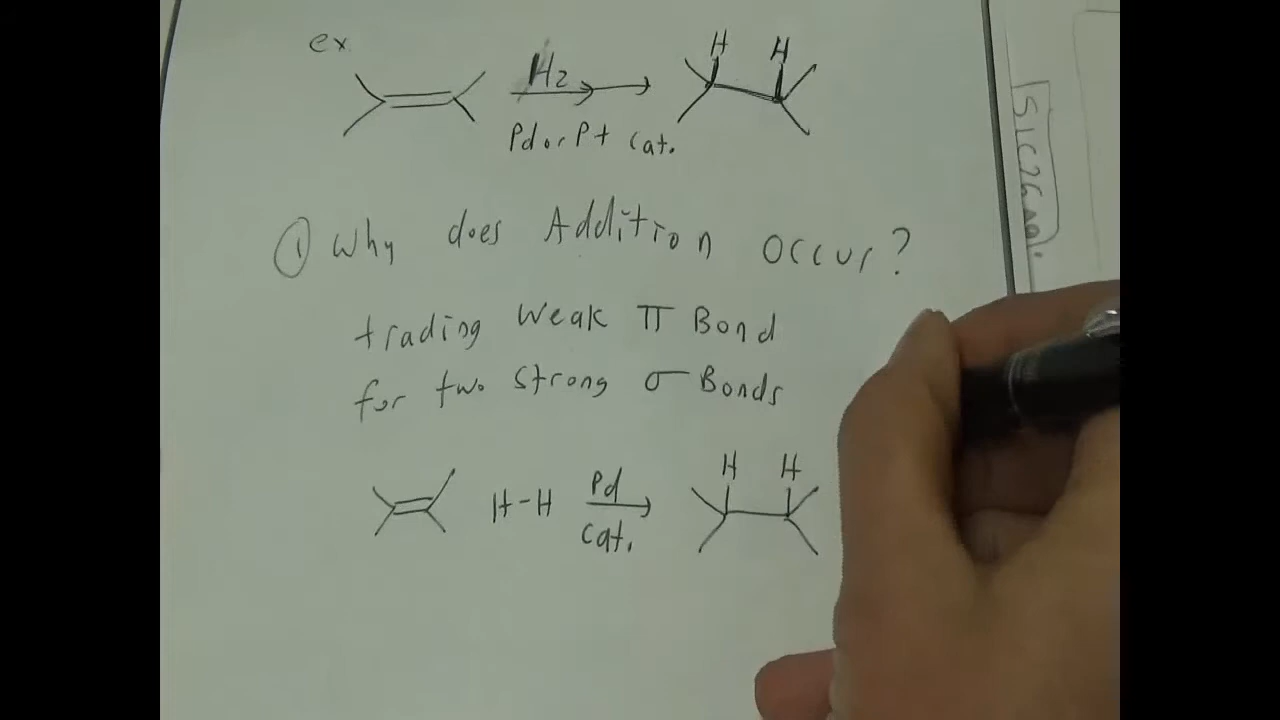 ex.
H2
Pd or Pt cat.
H H
① Why does Addition Occur?
trading Weak π Bond
for two Strong σ Bonds
H-H Pd
cat.
H H